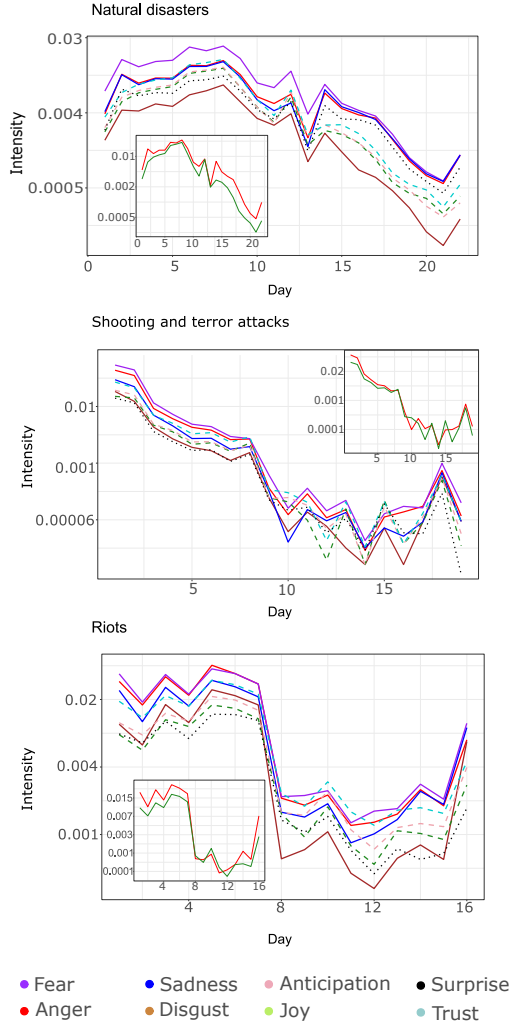 Natural disasters
0.03
0.004
0.0005
Intensity
0.01
0.002
0.0005
0 5 10 15 20
0 5 10 15 20
Day
Shooting and terror attacks
0.01
0.001
0.00006
Intensity
0.02
0.001
0.0001
5 10 15
5 10 15
Day
Riots
0.02
0.004
0.001
Intensity
0.015
0.007
0.003
0.001
0.0001
4 8 12 16
4 8 12 16
Day
Fear Sadness Anticipation Surprise
Anger Disgust Joy Trust